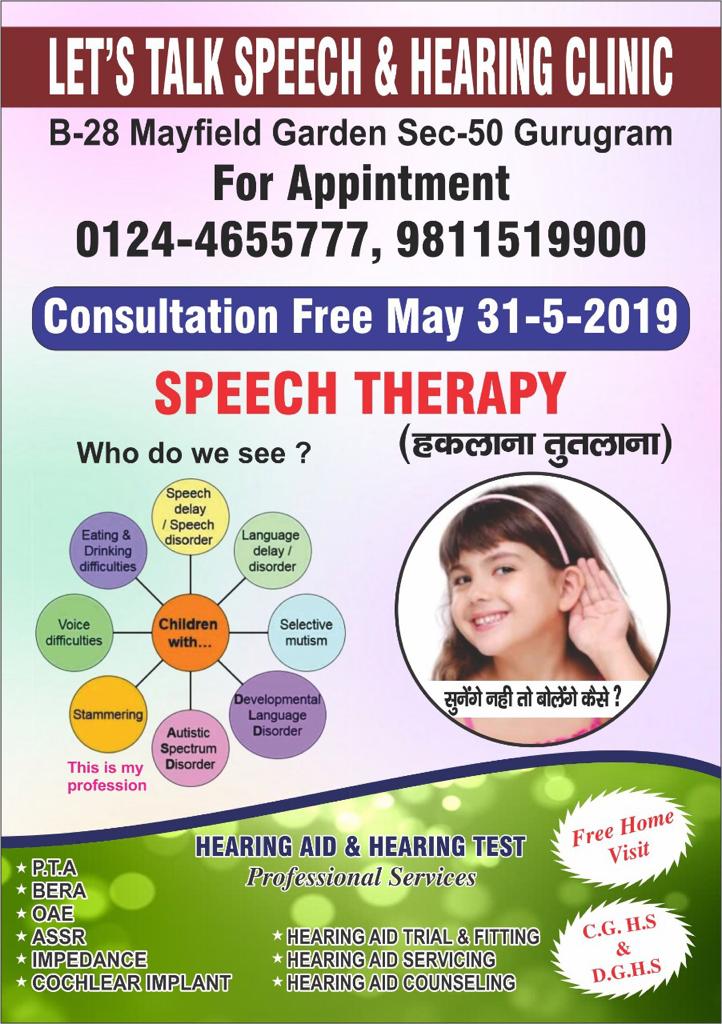 LET'S TALK SPEECH & HEARING CLINIC
B-28 Mayfield Garden Sec-50 Gurugram
For Appintment
0124-4655777, 9811519900
Consultation Free May 31-5-2019
SPEECH THERAPY
(हकलाना तुतलाना)
Who do we see ?
Speech
delay
/ Speech
disorder
Language
delay /
disorder
Selective
mutism
Developmental
Language
Disorder
Autistic
Spectrum
Disorder
Stammering
Voice
difficulties
Eating &
Drinking
difficulties
Children
with...
This is my
profession
सुनेंगे नही तो बोलेंगे कैसे ?
HEARING AID & HEARING TEST
Professional Services
Free Home
Visit
★ P.T.A
★ BERA
★ OAE
★ ASSR
★ IMPEDANCE
★ COCHLEAR IMPLANT
★ HEARING AID TRIAL & FITTING
★ HEARING AID SERVICING
★ HEARING AID COUNSELING
C.G. H.S
&
D.G.H.S